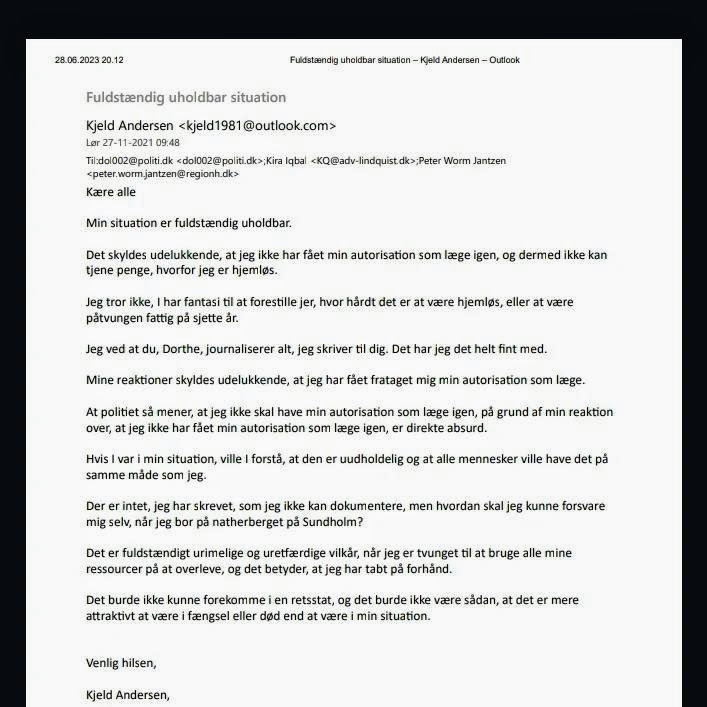 28.06.2023 20.12 Fuldstændig uholdbar situation – Kjeld Andersen – Outlook
Fuldstændig uholdbar situation
Kjeld Andersen <kjeld1981@outlook.com>
Lør 27-11-2021 09:48
Til:dol002@politi.dk <dol002@politi.dk>;Kira Iqbal <KQ@adv-lindquist.dk>;Peter Worm Jantzen
<peter.worm.jantzen@regionh.dk>
Kære alle
Min situation er fuldstændig uholdbar.
Det skyldes udelukkende, at jeg ikke har fået min autorisation som læge igen, og dermed ikke kan
tjene penge, hvorfor jeg er hjemløs.
Jeg tror ikke, I har fantasi til at forestille jer, hvor hårdt det er at være hjemløs, eller at være
påtvungen fattig på sjette år.
Jeg ved at du, Dorthe, journaliserer alt, jeg skriver til dig. Det har jeg det helt fint med.
Mine reaktioner skyldes udelukkende, at jeg har fået frataget mig min autorisation som læge.
At politiet så mener, at jeg ikke skal have min autorisation som læge igen, på grund af min reaktion
over, at jeg ikke har fået min autorisation som læge igen, er direkte absurd.
Hvis I var i min situation, ville I forstå, at den er uudholdelig og at alle mennesker ville have det på
samme måde som jeg.
Der er intet, jeg har skrevet, som jeg ikke kan dokumentere, men hvordan skal jeg kunne forsvare
mig selv, når jeg bor på natherberget på Sundholm?
Det er fuldstændigt urimelige og uretfærdige vilkår, når jeg er tvunget til at bruge alle mine
ressourcer på at overleve, og det betyder, at jeg har tabt på forhånd.
Det burde ikke kunne forekomme i en retsstat, og det burde ikke være sådan, at det er mere
attraktivt at være i fængsel eller død end at være i min situation.
Venlig hilsen,
Kjeld Andersen,